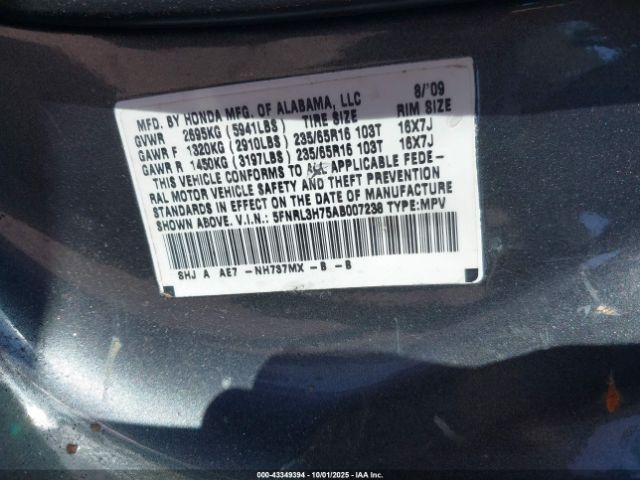 MFD. BY HONDA MFG. OF ALABAMA, LLC 8/'09
GVWR 2695KG (5941LBS) TIRE SIZE RIM SIZE
GAWR F 1320KG (2910LBS) 235/65R16 103T 16X7J
GAWR R 1450KG (3197LBS) 235/65R16 103T 16X7J
THIS VEHICLE CONFORMS TO ALL APPLICABLE FEDE-
RAL MOTOR VEHICLE SAFETY AND THEFT PREVENTION
STANDARDS IN EFFECT ON THE DATE OF MANUFACTURE
SHOWN ABOVE. V.I.N.: 5FNRL3H75AB007238 TYPE:MPV
SHJ A AE7 -NH737MX -B -B
000-43349394 - 10/01/2025 - IAA Inc.